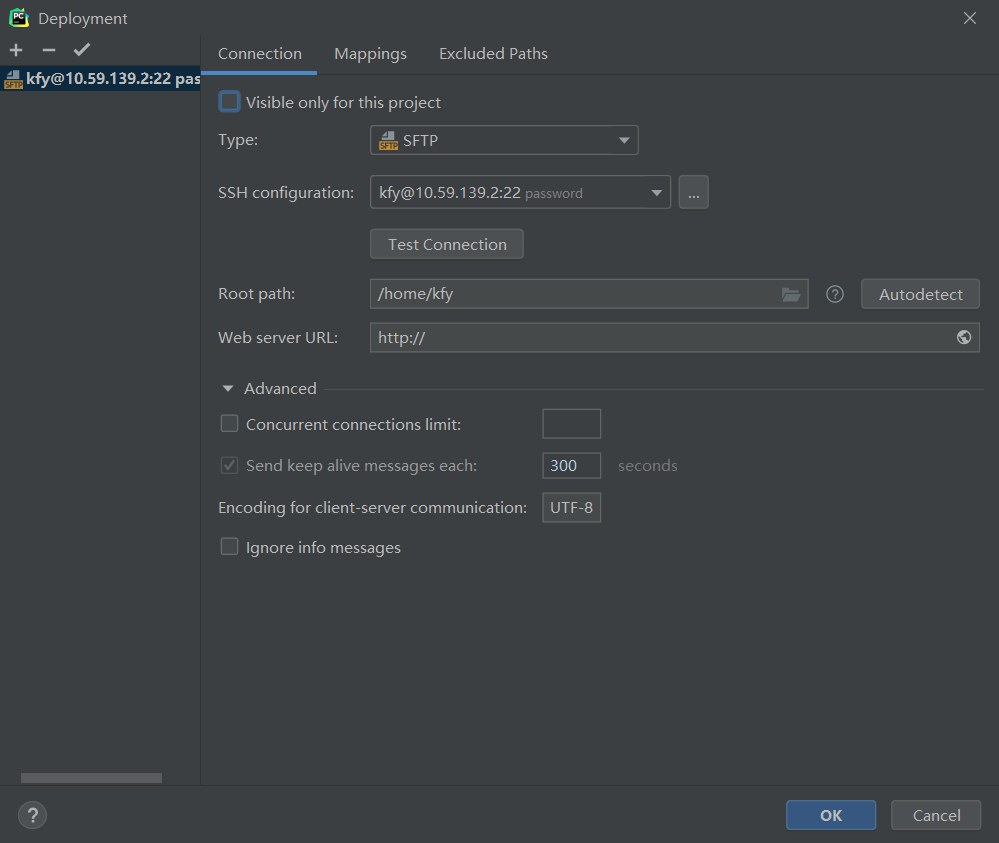 Deployment
kfy@10.59.139.2:22 pas
Connection Mappings Excluded Paths
Visible only for this project
Type: SFTP
SSH configuration: kfy@10.59.139.2:22 password ...
Test Connection
Root path: /home/kfy ? Autodetect
Web server URL: http://
Advanced
Concurrent connections limit:
Send keep alive messages each: 300 seconds
Encoding for client-server communication: UTF-8
Ignore info messages
? OK Cancel